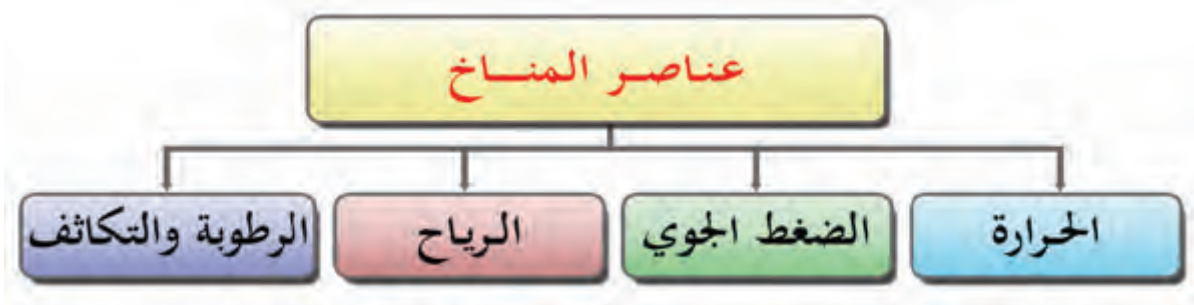 عناصر المناخ
الحرارة
الضغط الجوي
الرياح
الرطوبة والتكاثف